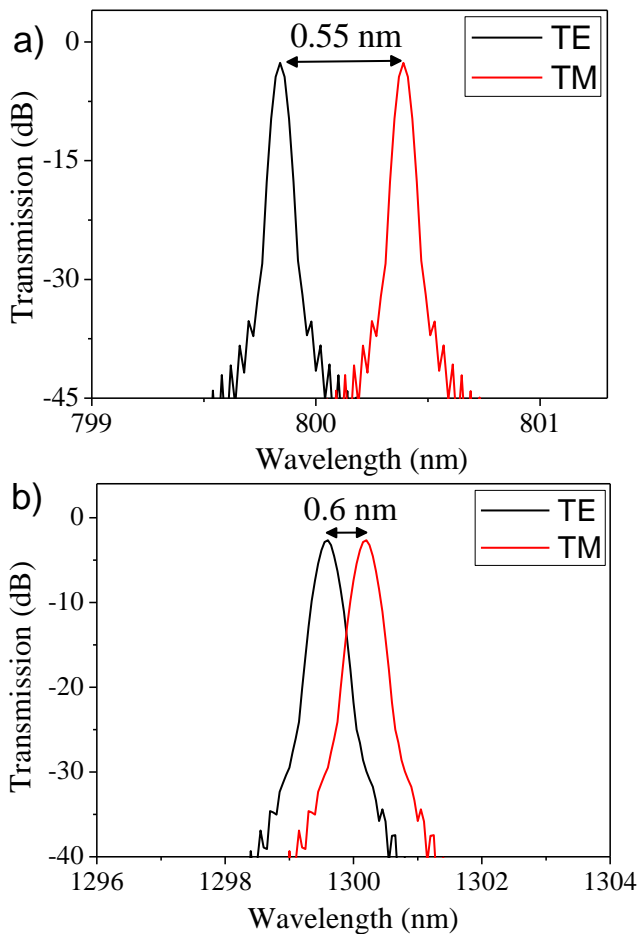 a)
0.55 nm
TE
TM
0
-15
-30
-45
Transmission (dB)
799
800
801
Wavelength (nm)
b)
0.6 nm
TE
TM
0
-10
-20
-30
-40
Transmission (dB)
1296
1298
1300
1302
1304
Wavelength (nm)